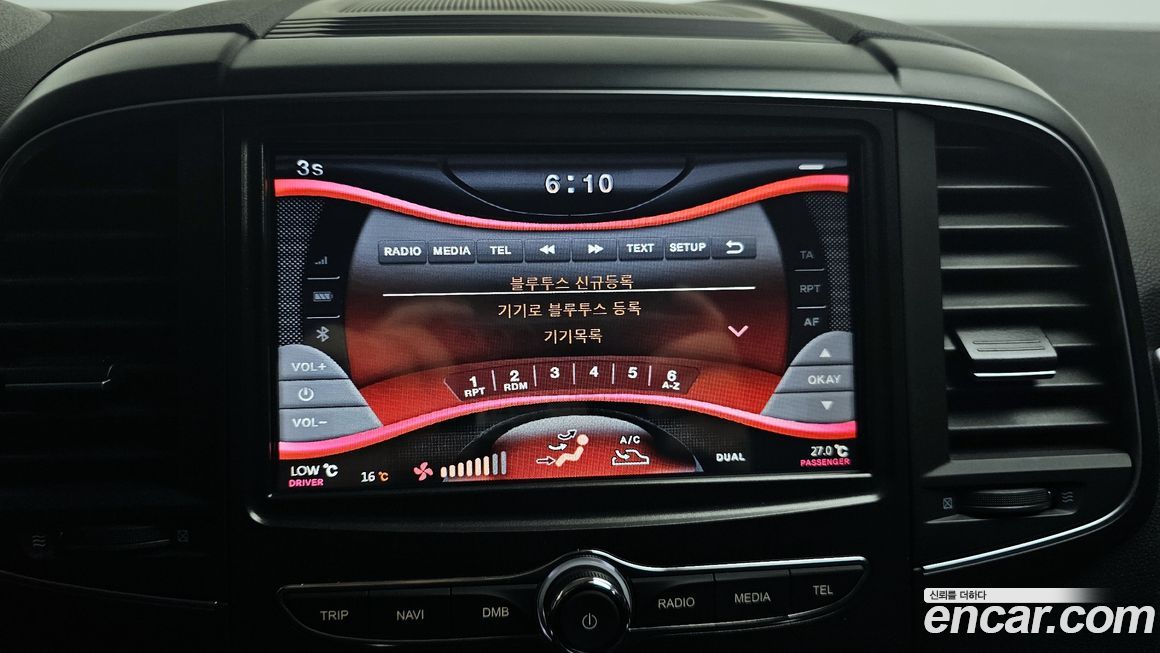 3s
6:10
RADIO MEDIA TEL TEXT SETUP
블루투스 신규등록
기기로 블루투스 등록
기기목록
TA
RPT
AF
VOL+
VOL-
OKAY
1 2 3 4 5 6
RPT RDM A-Z
A/C
DUAL
LOW °C
DRIVER
16 °C
27.0 °C
PASSENGER
TRIP NAVI DMB RADIO MEDIA TEL
신뢰를 더하다
encar.com